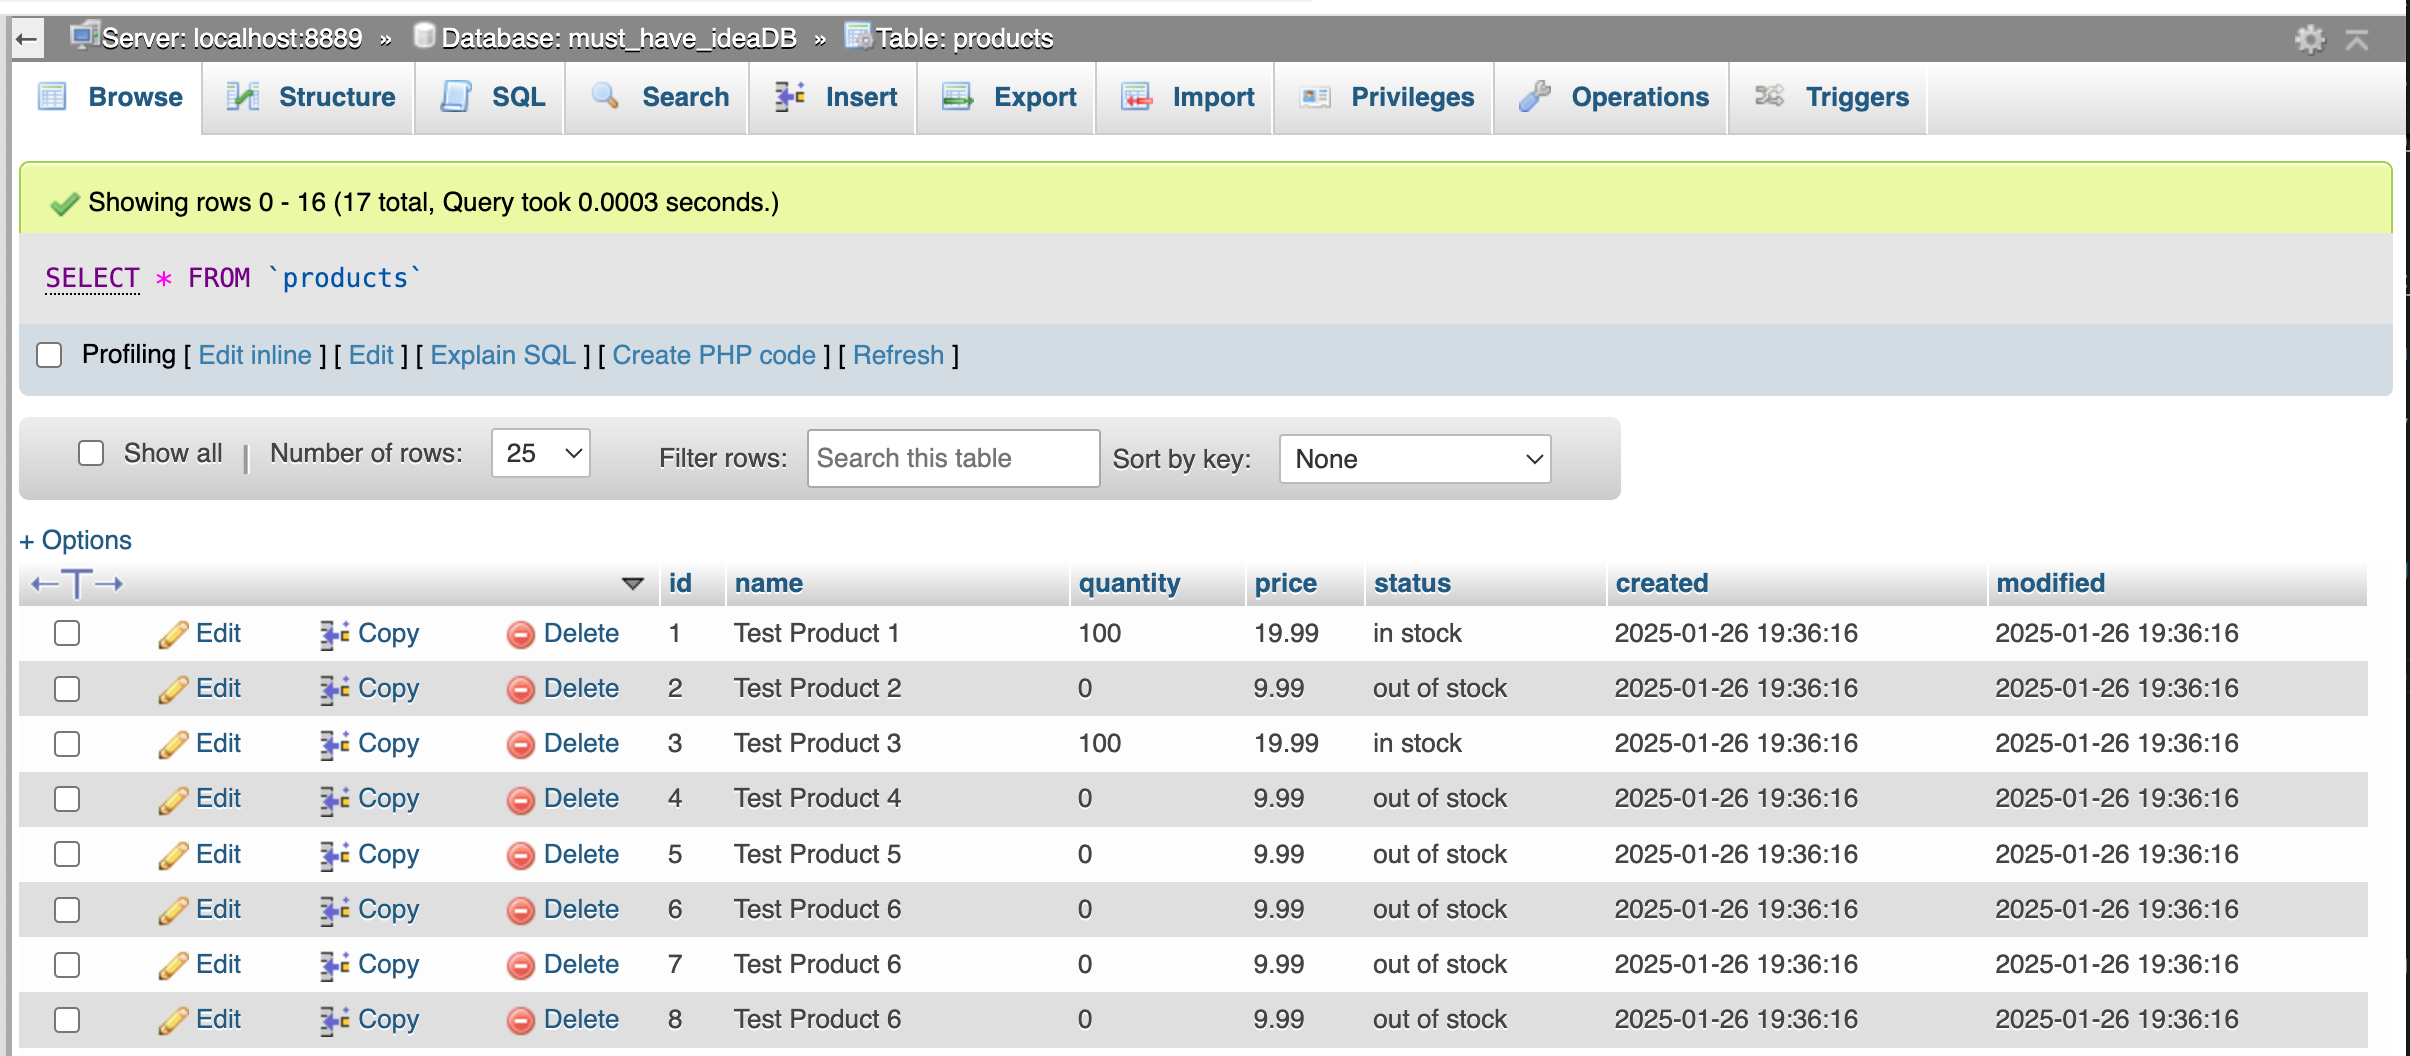 Server: localhost:8889 » Database: must_have_ideaDB » Table: products
Browse Structure SQL Search Insert Export Import Privileges Operations Triggers
Showing rows 0 - 16 (17 total, Query took 0.0003 seconds.)
SELECT * FROM `products`
Profiling [ Edit inline ] [ Edit ] [ Explain SQL ] [ Create PHP code ] [ Refresh ]
Show all | Number of rows: 25 Filter rows: Search this table Sort by key: None
+ Options
←T→ id name quantity price status created modified
Edit Copy Delete 1 Test Product 1 100 19.99 in stock 2025-01-26 19:36:16 2025-01-26 19:36:16
Edit Copy Delete 2 Test Product 2 0 9.99 out of stock 2025-01-26 19:36:16 2025-01-26 19:36:16
Edit Copy Delete 3 Test Product 3 100 19.99 in stock 2025-01-26 19:36:16 2025-01-26 19:36:16
Edit Copy Delete 4 Test Product 4 0 9.99 out of stock 2025-01-26 19:36:16 2025-01-26 19:36:16
Edit Copy Delete 5 Test Product 5 0 9.99 out of stock 2025-01-26 19:36:16 2025-01-26 19:36:16
Edit Copy Delete 6 Test Product 6 0 9.99 out of stock 2025-01-26 19:36:16 2025-01-26 19:36:16
Edit Copy Delete 7 Test Product 6 0 9.99 out of stock 2025-01-26 19:36:16 2025-01-26 19:36:16
Edit Copy Delete 8 Test Product 6 0 9.99 out of stock 2025-01-26 19:36:16 2025-01-26 19:36:16